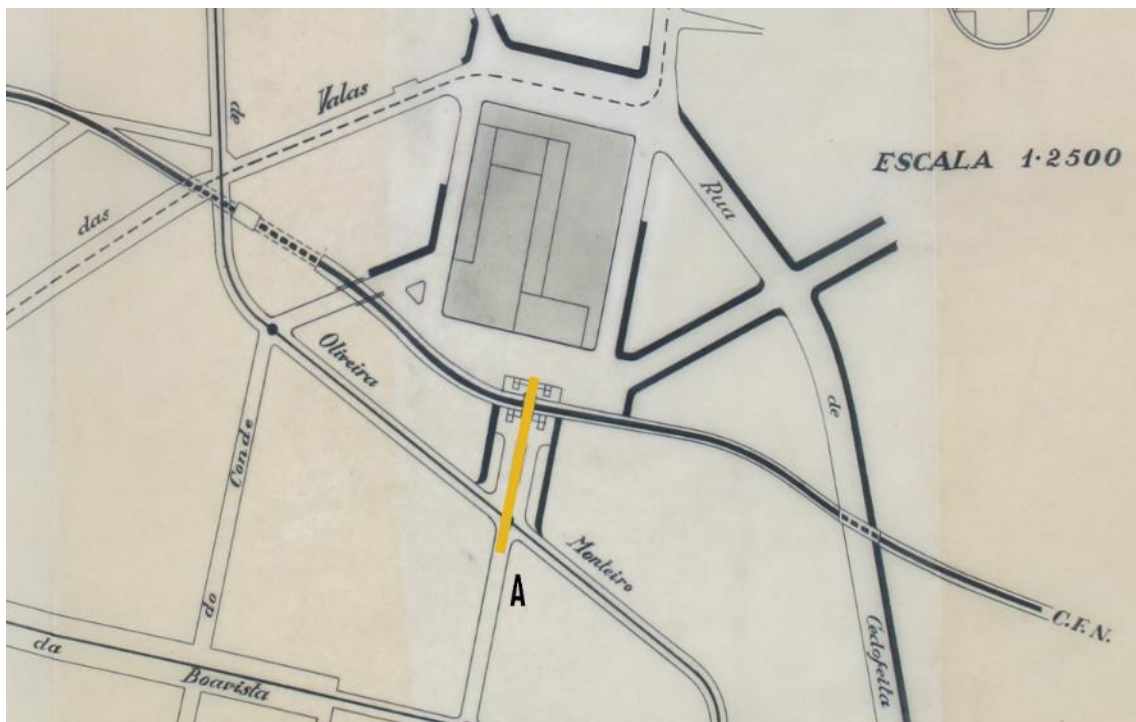 de
Valas
das
ESCALA 1·2500
Rua
Oliveira
Conde
de
do
A
Monteiro
C.F.N.
Cedofeita
da
Boavista